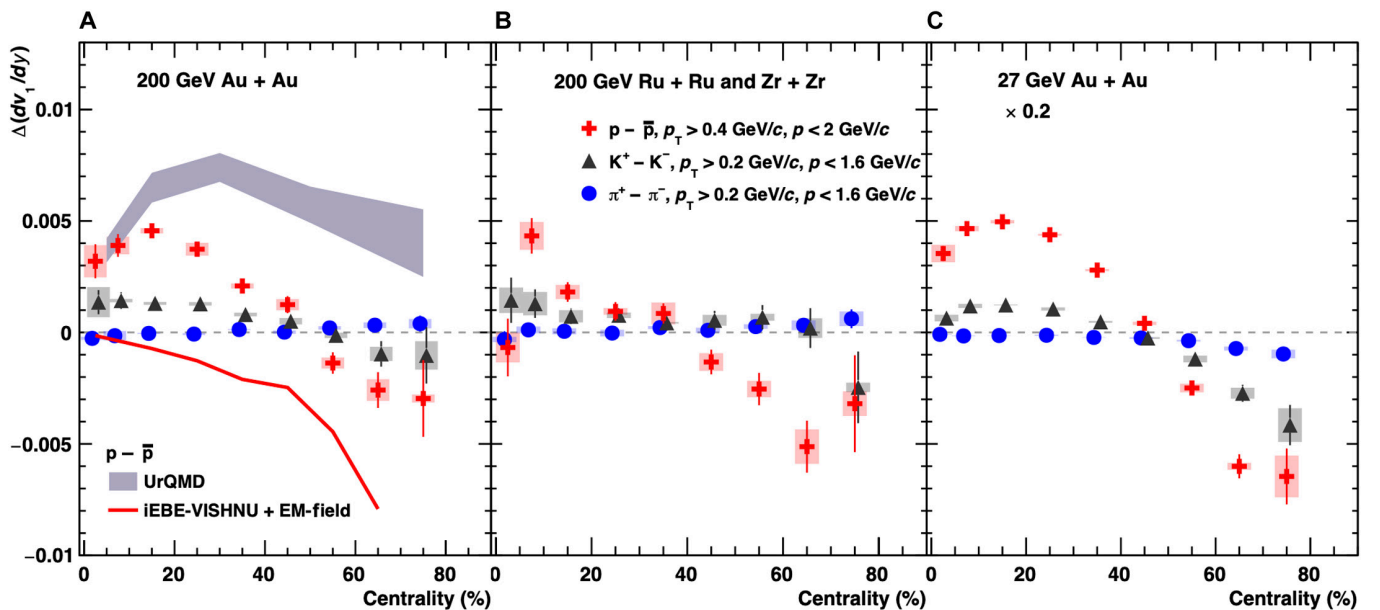 A
B
C
Δ(dv₁/dy)
200 GeV Au + Au
200 GeV Ru + Ru and Zr + Zr
27 GeV Au + Au
× 0.2
p − p̅, p_T > 0.4 GeV/c, p < 2 GeV/c
K⁺ − K⁻, p_T > 0.2 GeV/c, p < 1.6 GeV/c
π⁺ − π⁻, p_T > 0.2 GeV/c, p < 1.6 GeV/c
0.01
0.005
0
−0.005
−0.01
p − p̅
UrQMD
iEBE-VISHNU + EM-field
0 20 40 60 80
0 20 40 60 80
0 20 40 60 80
Centrality (%)
Centrality (%)
Centrality (%)